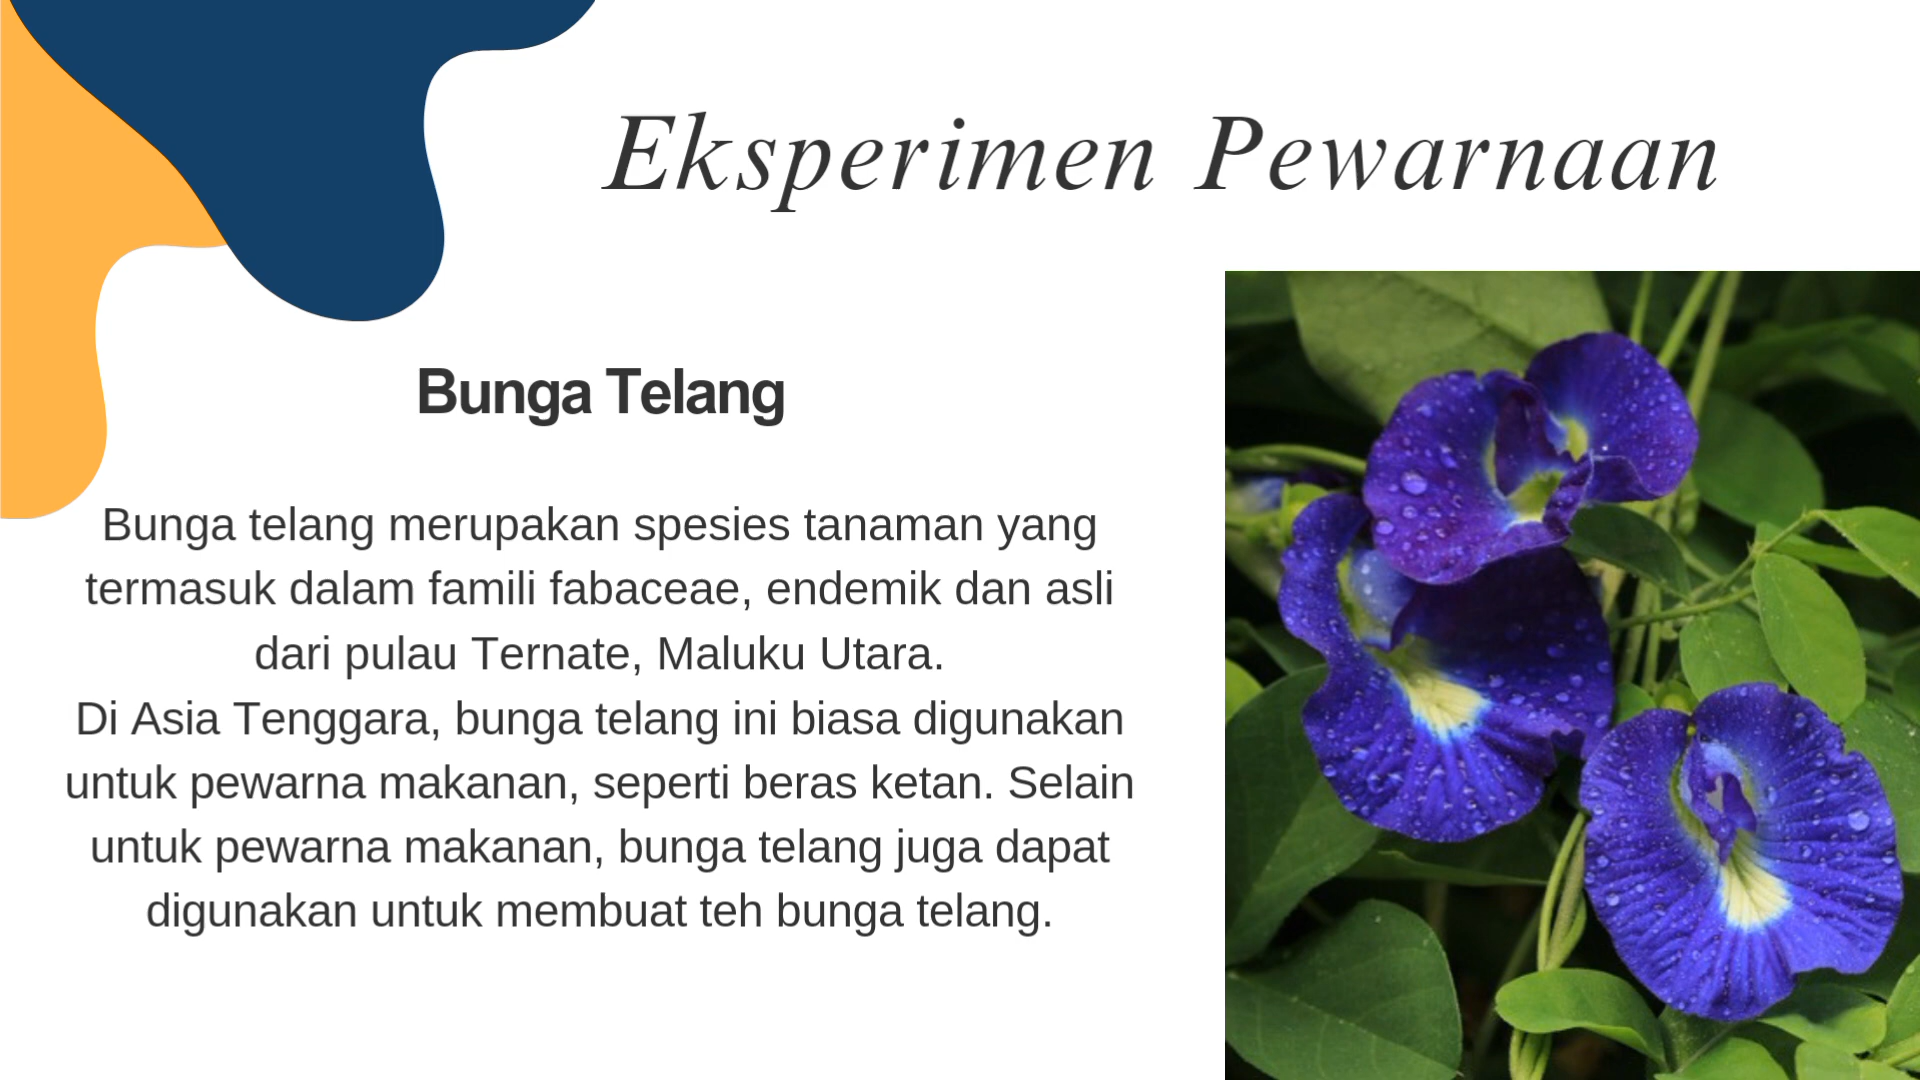 Eksperimen Pewarnaan
Bunga Telang
Bunga telang merupakan spesies tanaman yang
termasuk dalam famili fabaceae, endemik dan asli
dari pulau Ternate, Maluku Utara.
Di Asia Tenggara, bunga telang ini biasa digunakan
untuk pewarna makanan, seperti beras ketan. Selain
untuk pewarna makanan, bunga telang juga dapat
digunakan untuk membuat teh bunga telang.